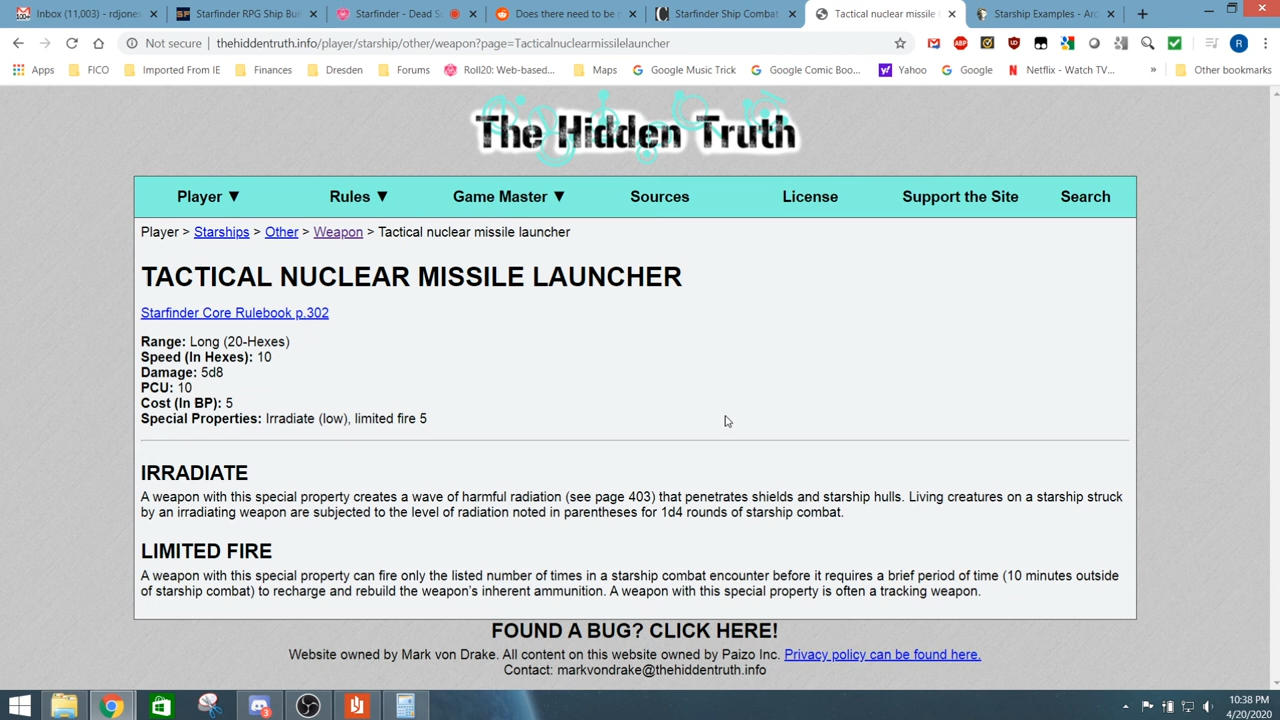 Inbox (11,003) - rdjones
Starfinder RPG Ship Bui
Starfinder - Dead S
Does there need to be
Starfinder Ship Combat
Tactical nuclear missile l
Starship Examples - Arc
Not secure | thehiddentruth.info/player/starship/other/weapon?page=Tacticalnuclearmissilelauncher
Apps FICO Imported From IE Finances Dresden Forums Roll20: Web-based... Maps Google Music Trick Google Comic Boo... Yahoo Google Netflix - Watch TV... » Other bookmarks
The Hidden Truth
Player ▼ Rules ▼ Game Master ▼ Sources License Support the Site Search
Player > Starships > Other > Weapon > Tactical nuclear missile launcher
TACTICAL NUCLEAR MISSILE LAUNCHER
Starfinder Core Rulebook p.302
Range: Long (20-Hexes)
Speed (In Hexes): 10
Damage: 5d8
PCU: 10
Cost (In BP): 5
Special Properties: Irradiate (low), limited fire 5
IRRADIATE
A weapon with this special property creates a wave of harmful radiation (see page 403) that penetrates shields and starship hulls. Living creatures on a starship struck
by an irradiating weapon are subjected to the level of radiation noted in parentheses for 1d4 rounds of starship combat.
LIMITED FIRE
A weapon with this special property can fire only the listed number of times in a starship combat encounter before it requires a brief period of time (10 minutes outside
of starship combat) to recharge and rebuild the weapon's inherent ammunition. A weapon with this special property is often a tracking weapon.
FOUND A BUG? CLICK HERE!
Website owned by Mark von Drake. All content on this website owned by Paizo Inc. Privacy policy can be found here.
Contact: markvondrake@thehiddentruth.info
10:38 PM
4/20/2020